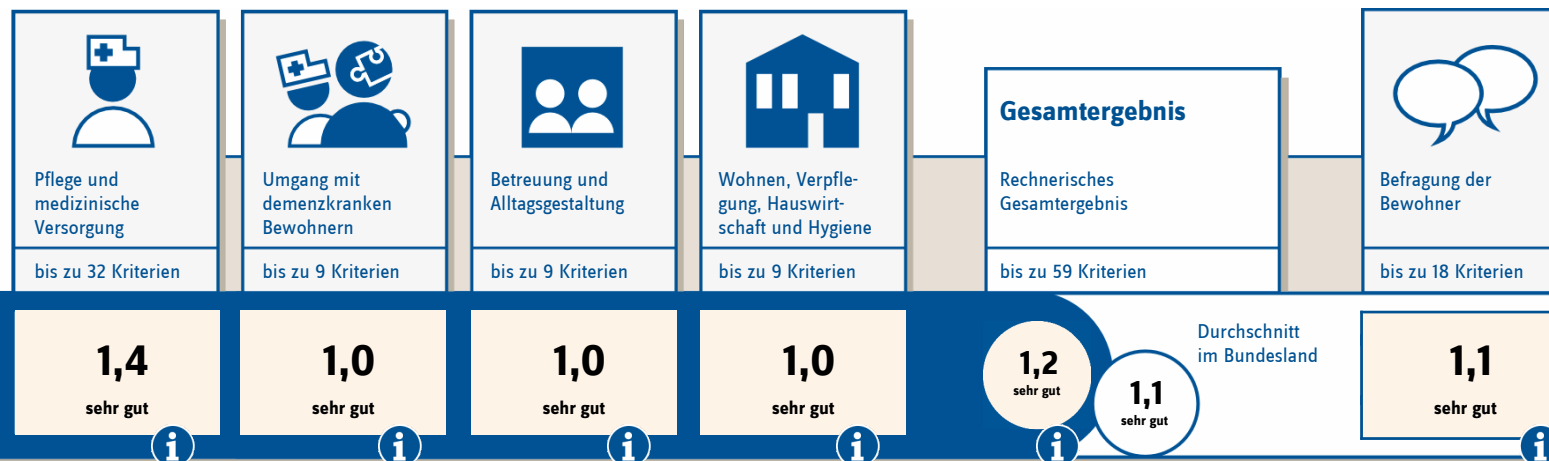 Pflege und
medizinische
Versorgung
bis zu 32 Kriterien
1,4
sehr gut
i
Umgang mit
demenzkranken
Bewohnern
bis zu 9 Kriterien
1,0
sehr gut
i
Betreuung und
Alltagsgestaltung
bis zu 9 Kriterien
1,0
sehr gut
i
Wohnen, Verpfle-
gung, Hauswirt-
schaft und Hygiene
bis zu 9 Kriterien
1,0
sehr gut
i
Gesamtergebnis
Rechnerisches
Gesamtergebnis
bis zu 59 Kriterien
1,2
sehr gut
i
1,1
sehr gut
Durchschnitt
im Bundesland
Befragung der
Bewohner
bis zu 18 Kriterien
1,1
sehr gut
i